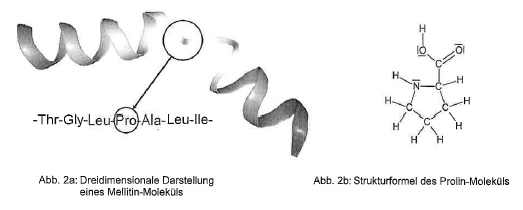 H
|O|
O|
C
H
N
H
C
C
H
H
C
C
H
H
H
H
-Thr-Gly-Leu-Pro-Ala-Leu-Ile-
Abb. 2a: Dreidimensionale Darstellung
eines Mellitin-Moleküls
Abb. 2b: Strukturformel des Prolin-Moleküls